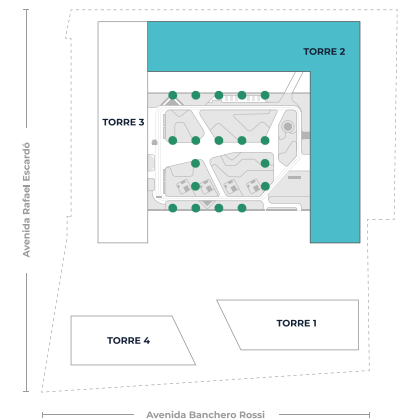 TORRE 2
TORRE 3
Avenida Rafael Escardó
TORRE 1
TORRE 4
Avenida Banchero Rossi